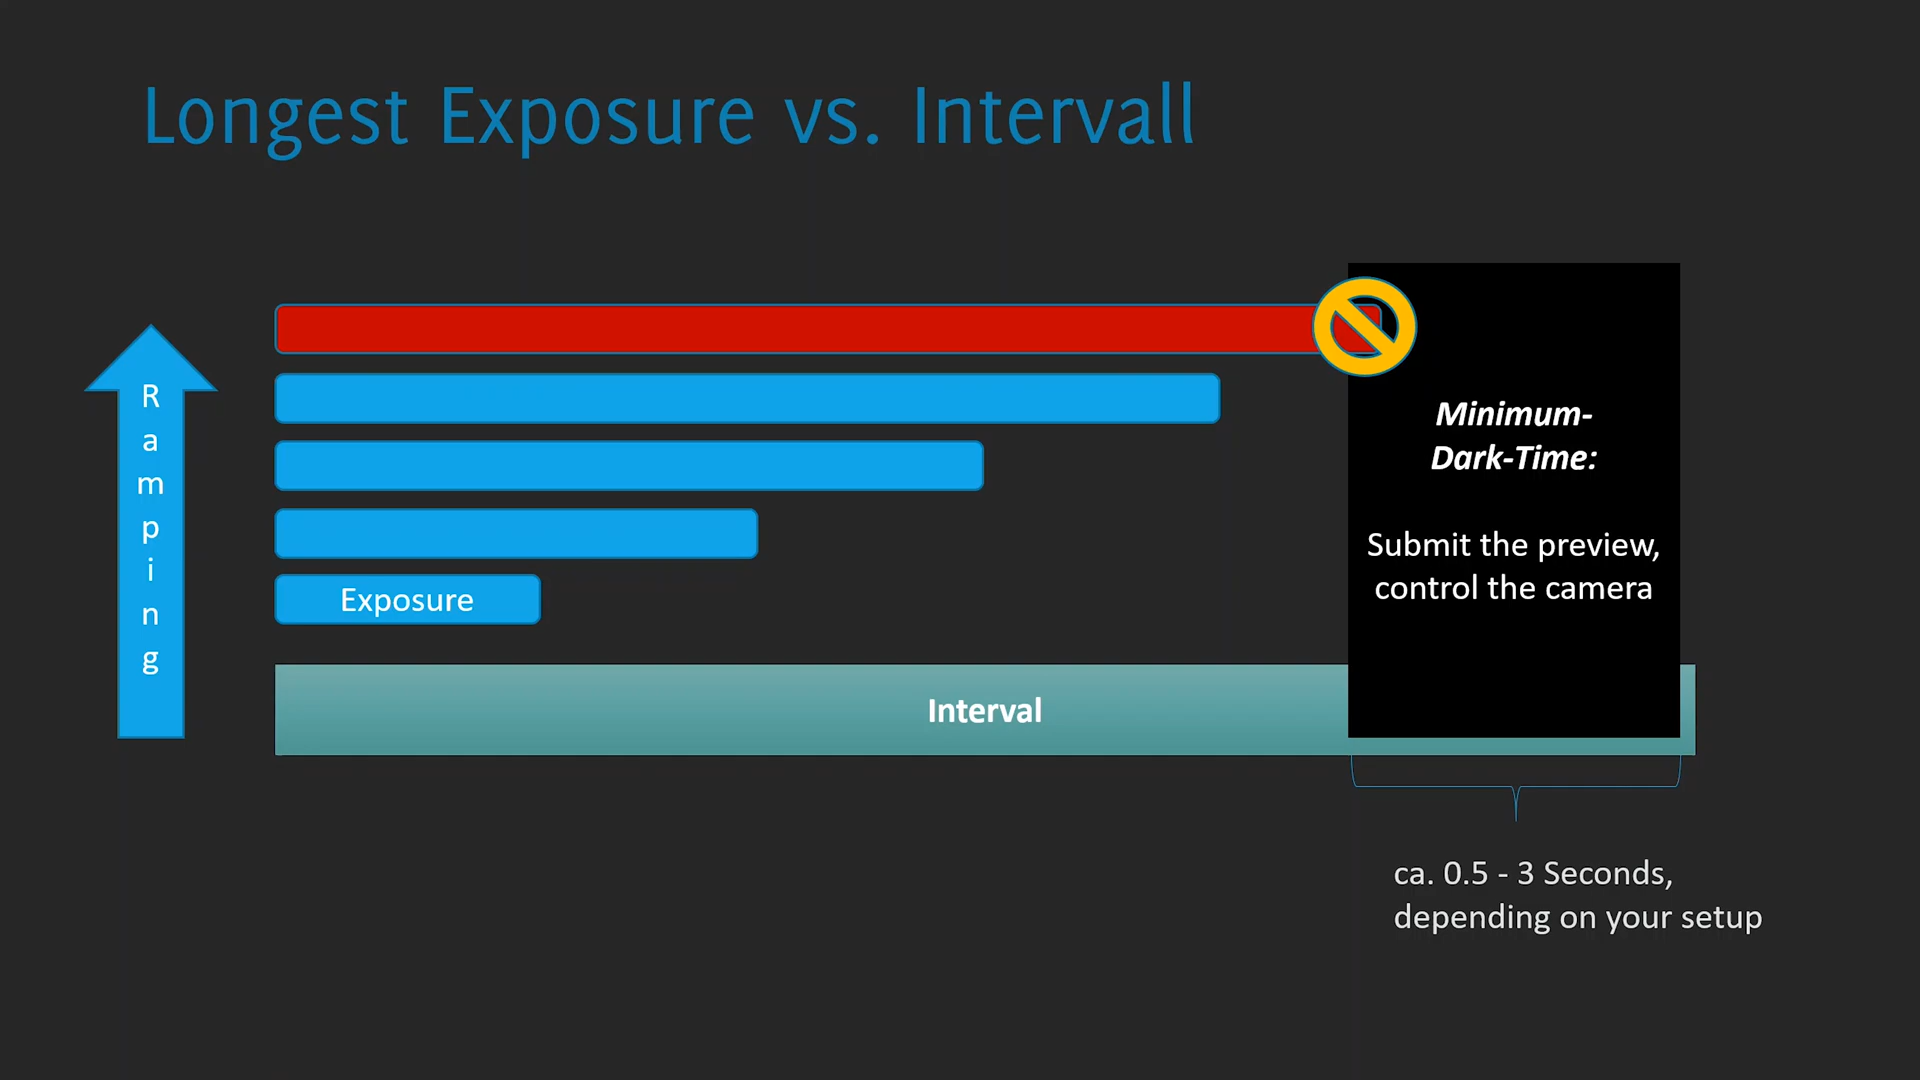 Longest Exposure vs. Intervall
Ramping
Minimum-
Dark-Time:
Submit the preview,
control the camera
Exposure
Interval
ca. 0.5 - 3 Seconds,
depending on your setup